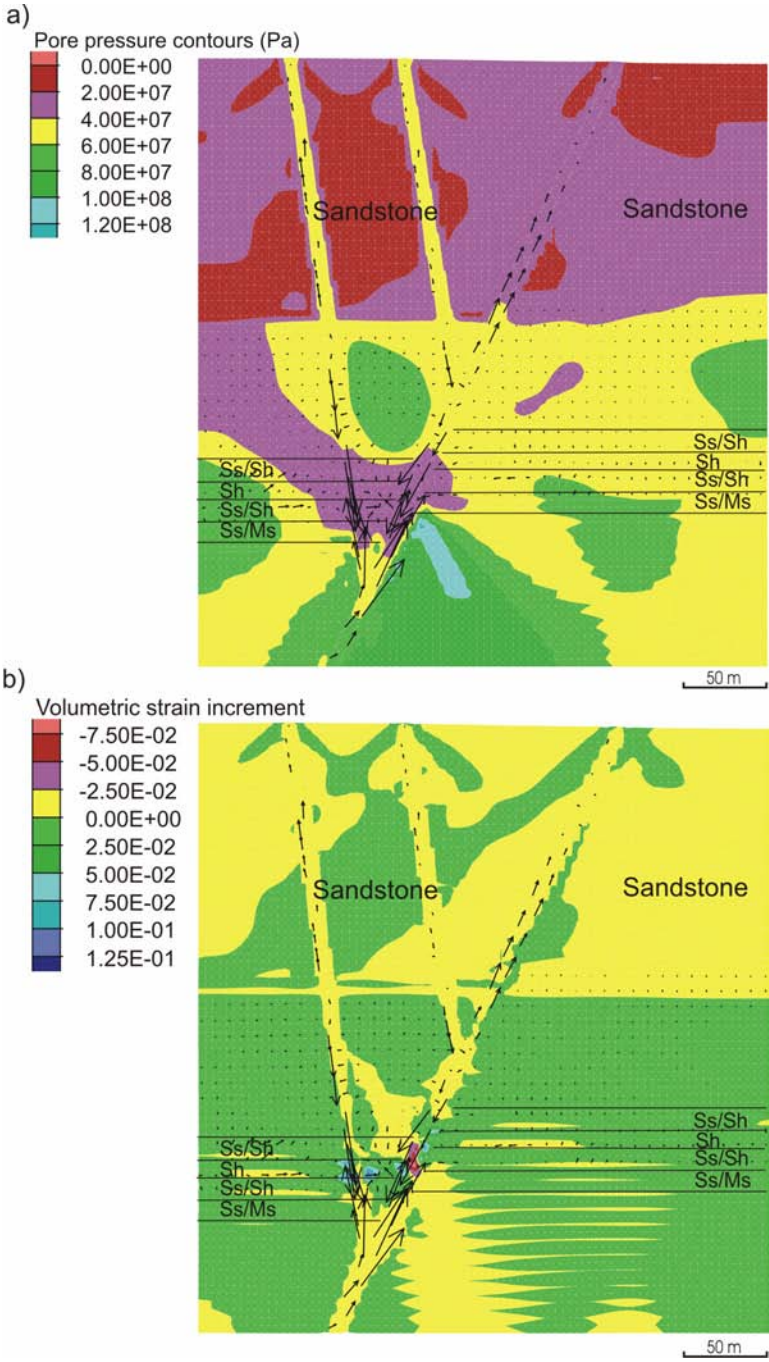 a)
Pore pressure contours (Pa)
0.00E+00
2.00E+07
4.00E+07
6.00E+07
8.00E+07
1.00E+08
1.20E+08
Sandstone
Sandstone
Ss/Sh
Sh
Ss/Sh
Ss/Ms
Ss/Sh
Sh
Ss/Sh
Ss/Ms
50 m
b)
Volumetric strain increment
-7.50E-02
-5.00E-02
-2.50E-02
0.00E+00
2.50E-02
5.00E-02
7.50E-02
1.00E-01
1.25E-01
Sandstone
Sandstone
Ss/Sh
Sh
Ss/Sh
Ss/Ms
Ss/Sh
Sh
Ss/Sh
Ss/Ms
50 m